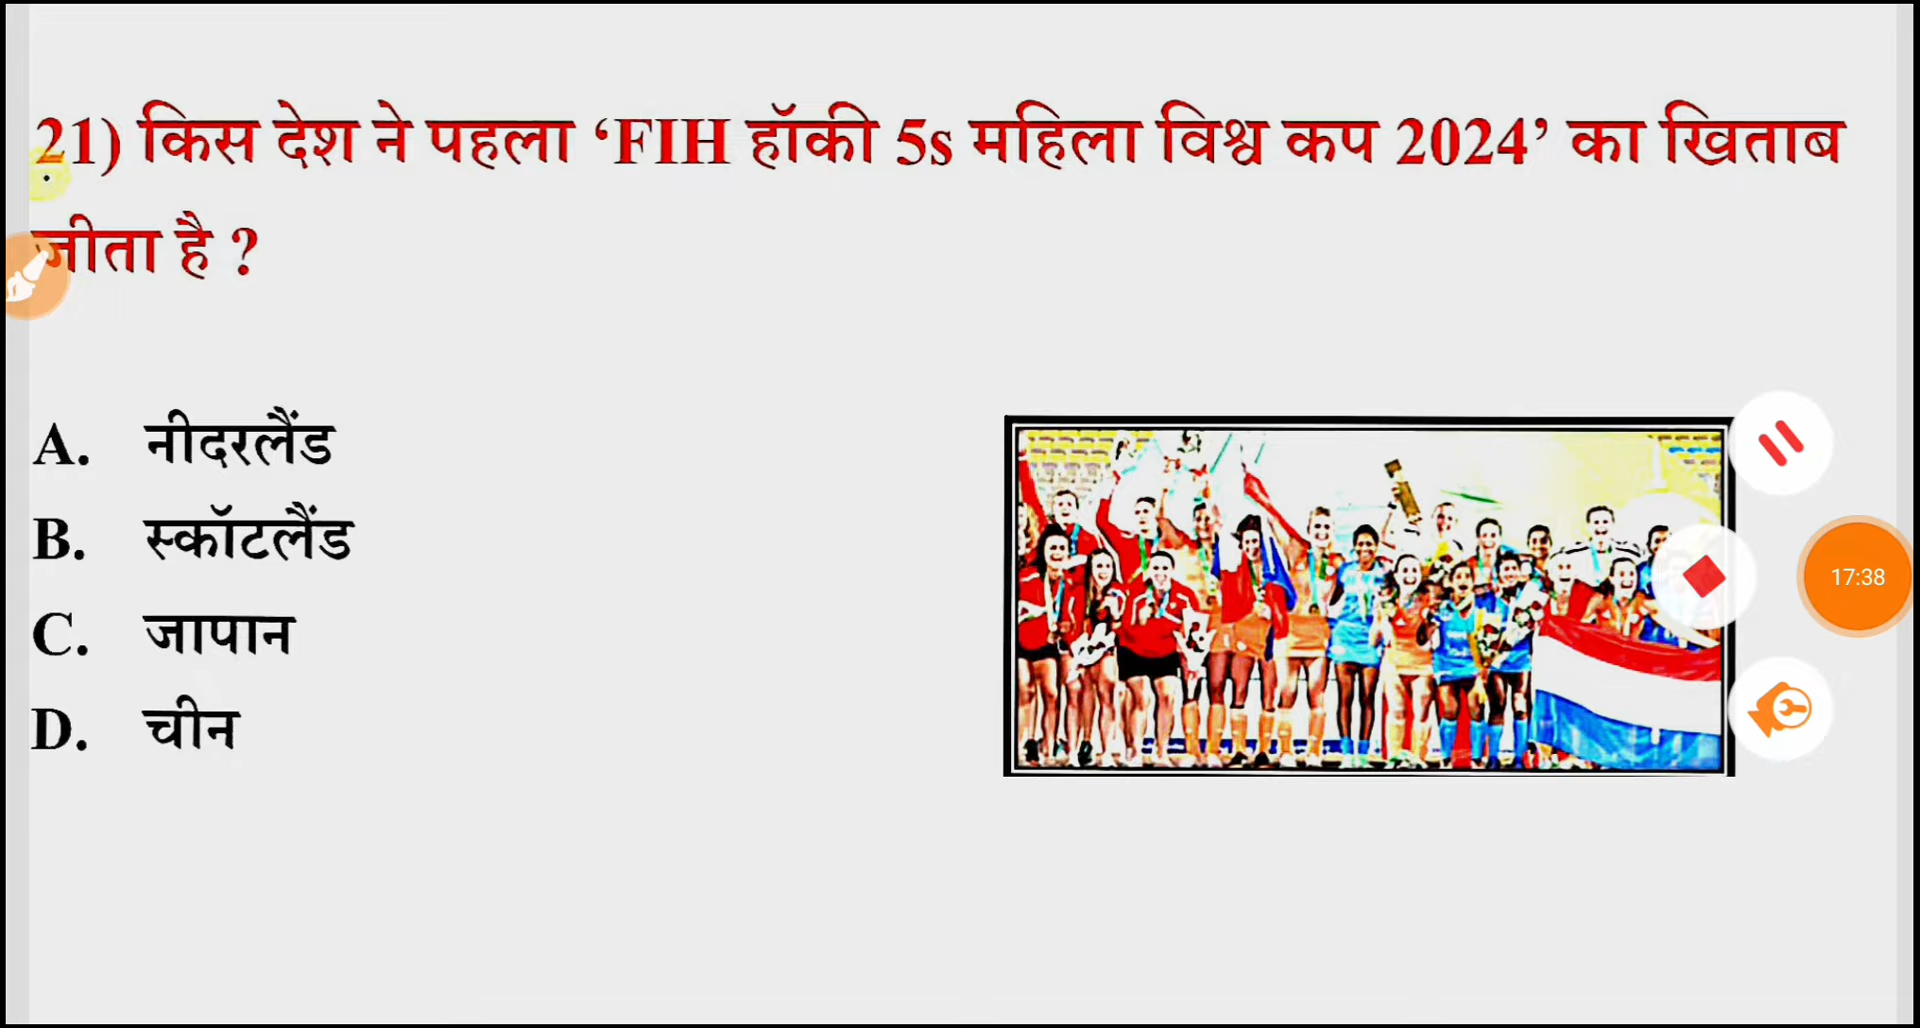 21) किस देश ने पहला ‘FIH हॉकी 5s महिला विश्व कप 2024’ का खिताब
जीता है ?
A. नीदरलैंड
B. स्कॉटलैंड
C. जापान
D. चीन
17:38